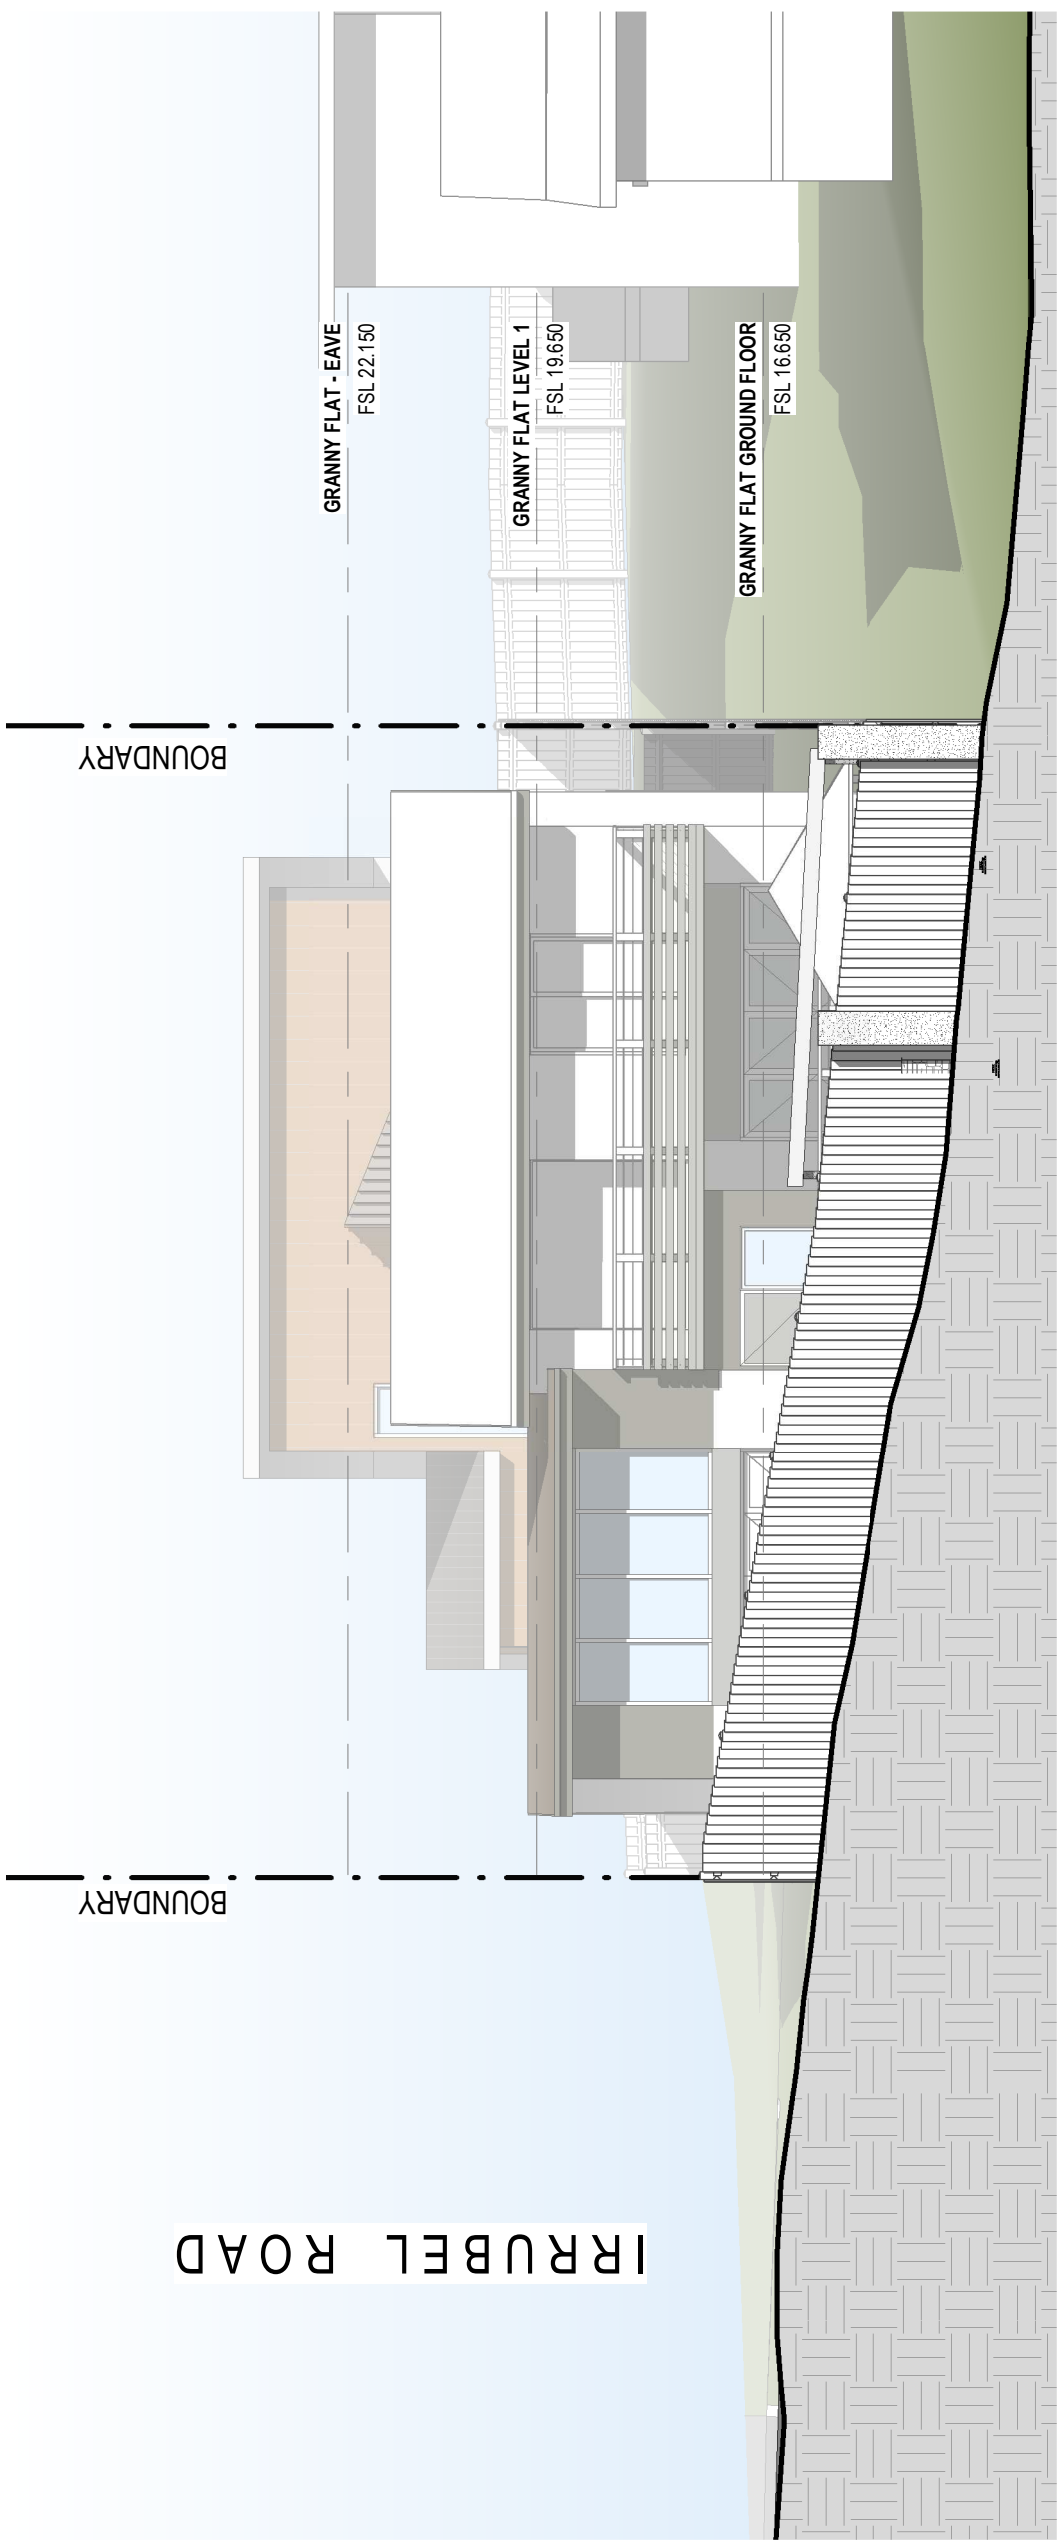 GRANNY FLAT - EAVE
FSL 22.150
GRANNY FLAT LEVEL 1
FSL 19.650
GRANNY FLAT GROUND FLOOR
FSL 16.650
BOUNDARY
BOUNDARY
IRRUBEL ROAD